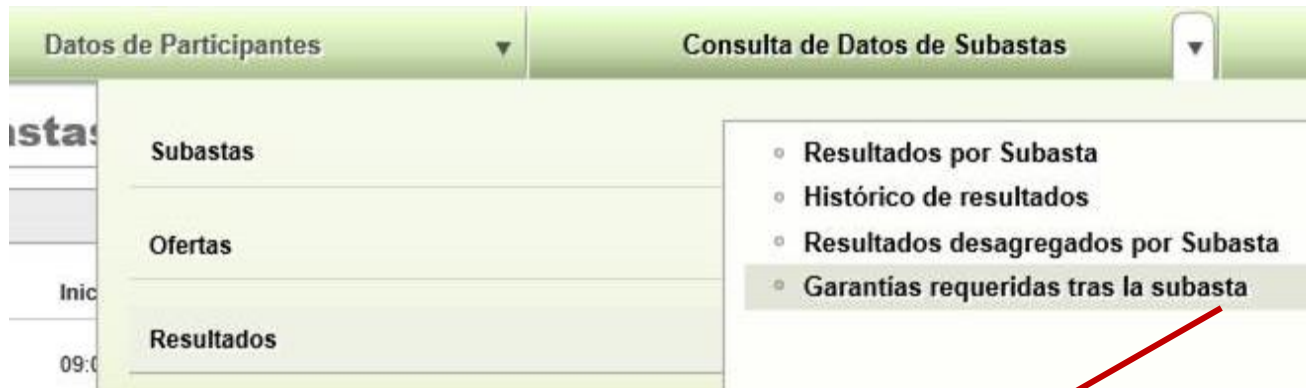 Datos de Participantes
Consulta de Datos de Subastas
Subastas
Ofertas
Resultados
Resultados por Subasta
Histórico de resultados
Resultados desagregados por Subasta
Garantias requeridas tras la subasta